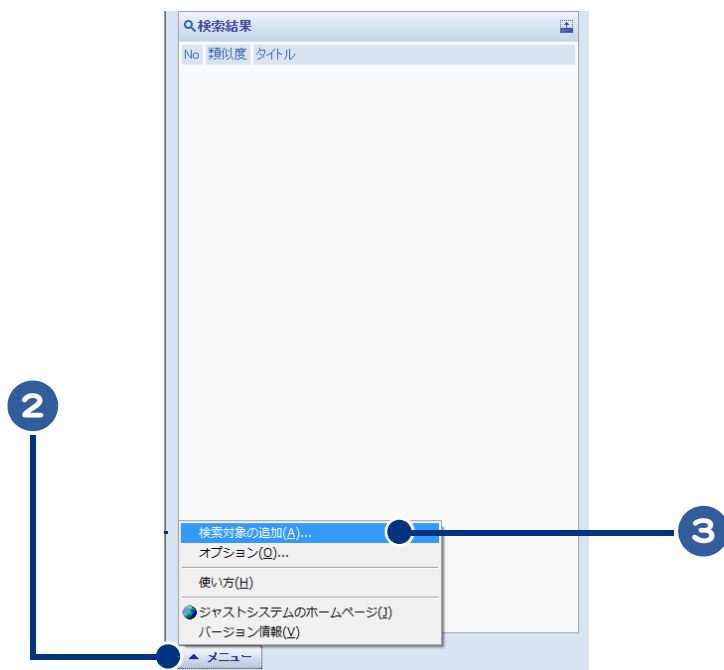 検索結果
No 類似度 タイトル
2
検索対象の追加(A)...
3
オプション(O)...
使い方(H)
ジャストシステムのホームページ(J)
バージョン情報(V)
▲ メニュー